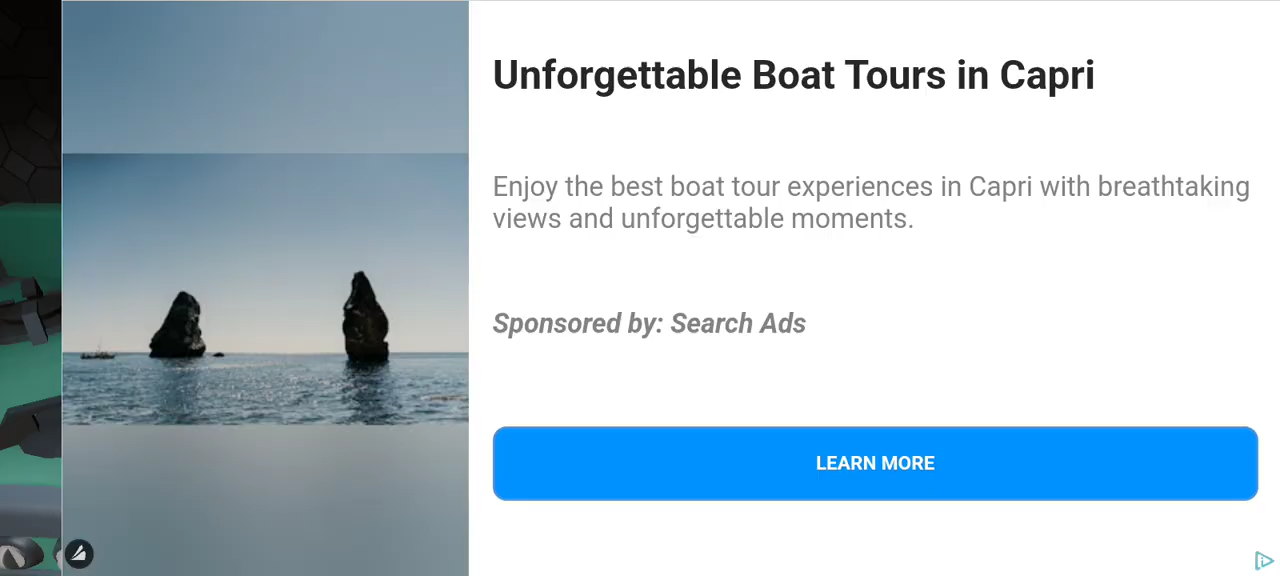 Unforgettable Boat Tours in Capri
Enjoy the best boat tour experiences in Capri with breathtaking
views and unforgettable moments.
Sponsored by: Search Ads
LEARN MORE